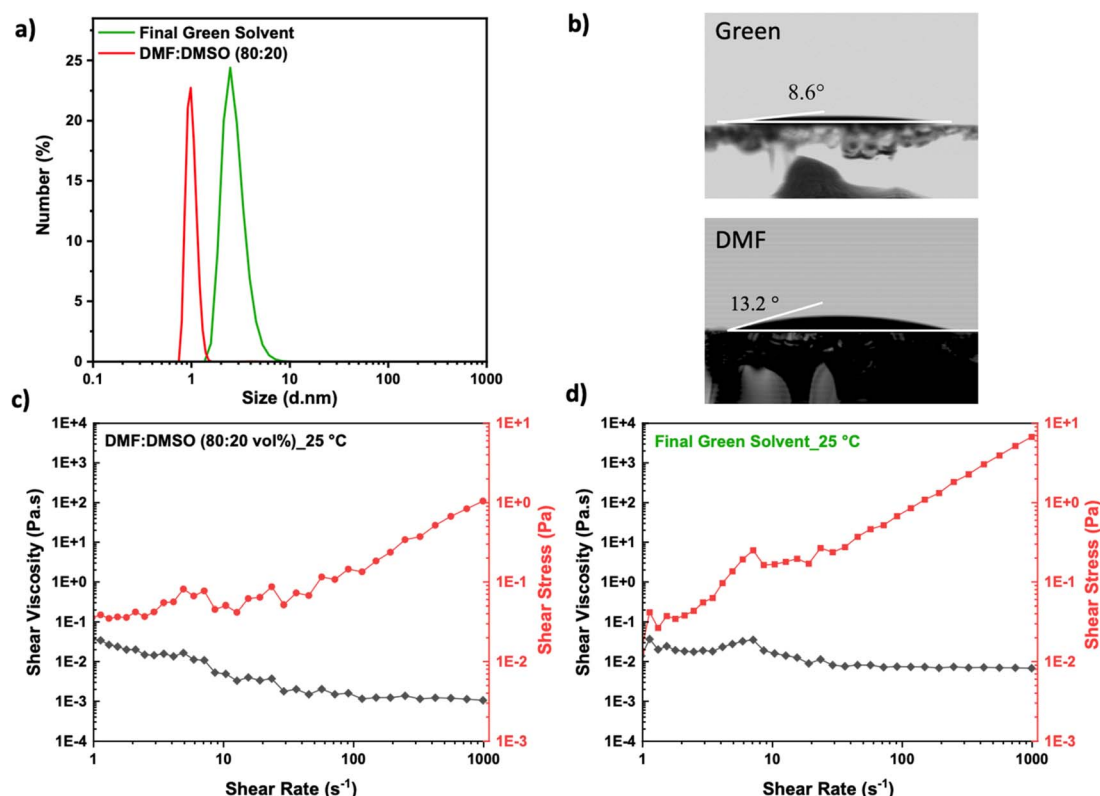 a)
Final Green Solvent
DMF:DMSO (80:20)
25
20
15
10
5
0
Number (%)
0.1 1 10 100 1000
Size (d.nm)
b)
Green
8.6°
DMF
13.2 °
c)
DMF:DMSO (80:20 vol%)_25 °C
1E+4
1E+3
1E+2
1E+1
1E+0
1E-1
1E-2
1E-3
1E-4
Shear Viscosity (Pa.s)
1E+1
1E+0
1E-1
1E-2
1E-3
Shear Stress (Pa)
1 10 100 1000
Shear Rate (s⁻¹)
d)
Final Green Solvent_25 °C
1E+4
1E+3
1E+2
1E+1
1E+0
1E-1
1E-2
1E-3
1E-4
Shear Viscosity (Pa.s)
1E+1
1E+0
1E-1
1E-2
1E-3
Shear Stress (Pa)
1 10 100 1000
Shear Rate (s⁻¹)